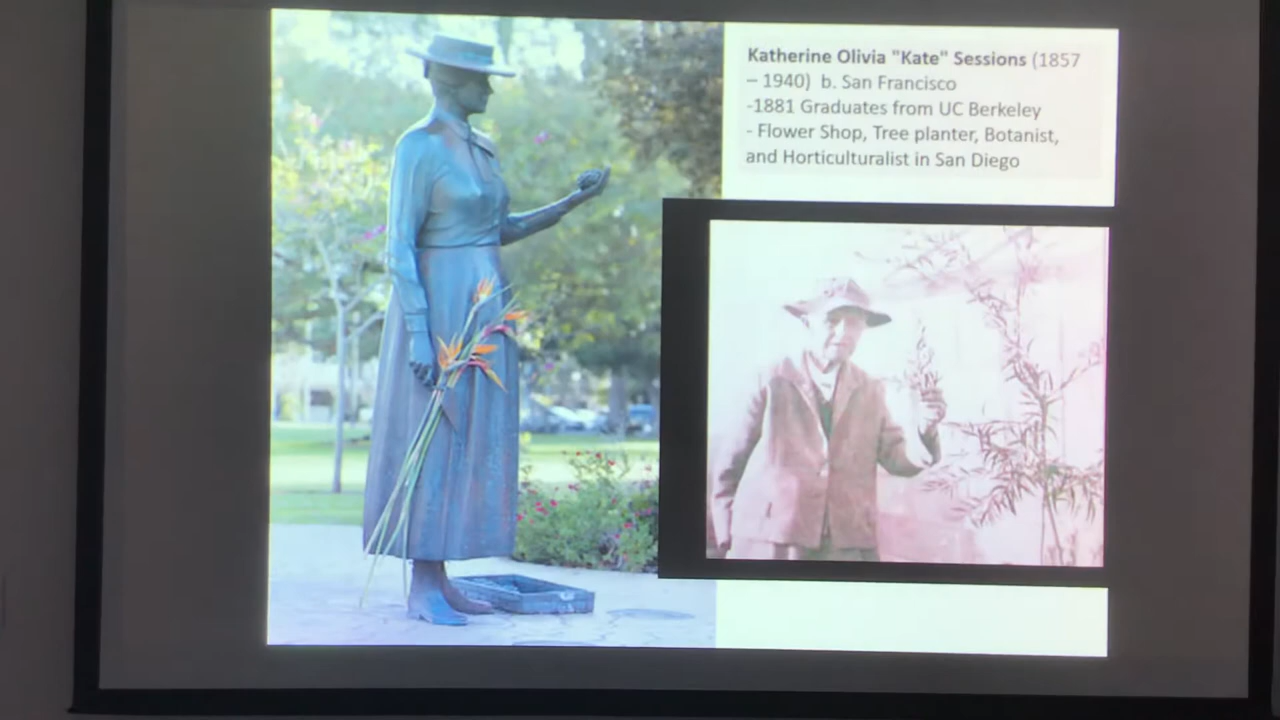 Katherine Olivia "Kate" Sessions (1857
– 1940) b. San Francisco
-1881 Graduates from UC Berkeley
- Flower Shop, Tree planter, Botanist,
and Horticulturalist in San Diego